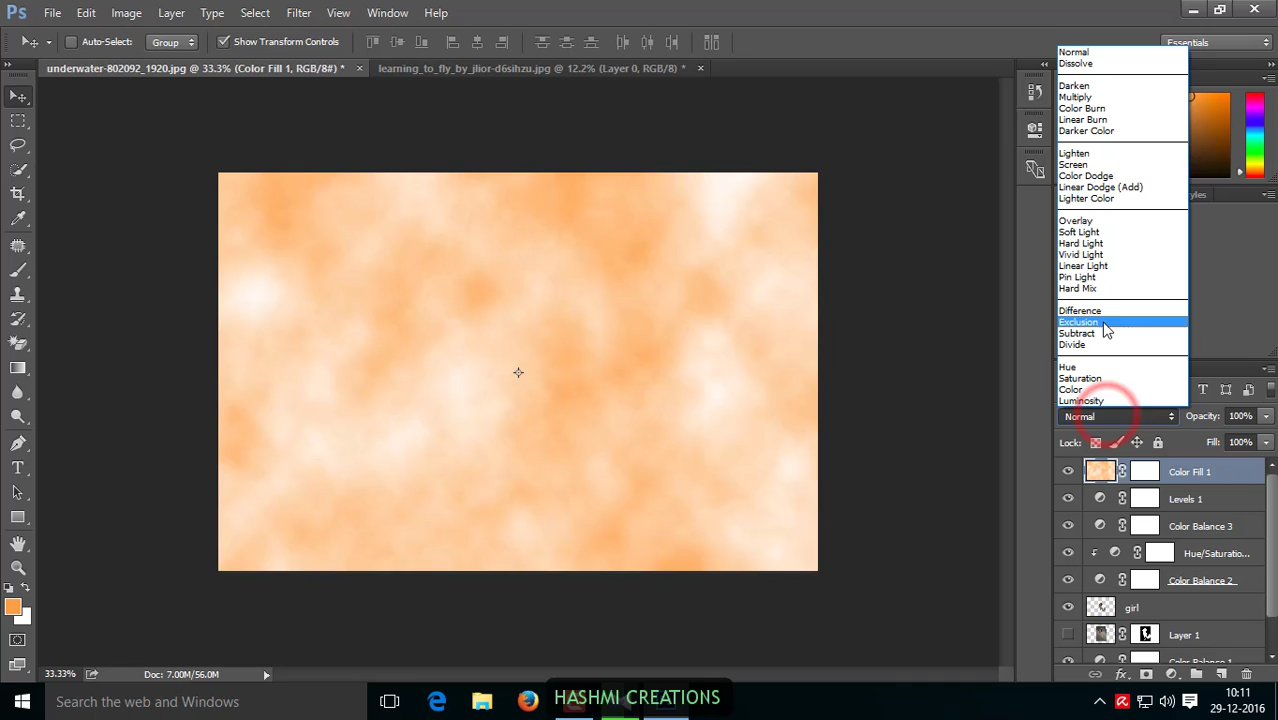 Ps File Edit Image Layer Type Select Filter View Window Help
Auto-Select: Group Show Transform Controls Essentials
underwater-802092_1920.jpg @ 33.3% (Color Fill 1, RGB/8#) * × learning_to_fly_by_jlior-d6sihzu.jpg @ 12.2% (Layer 0, RGB/8) * ×
Normal
Dissolve
Darken
Multiply
Color Burn
Linear Burn
Darker Color
Lighten
Screen
Color Dodge
Linear Dodge (Add)
Lighter Color
Overlay
Soft Light
Hard Light
Vivid Light
Linear Light
Pin Light
Hard Mix
Difference
Exclusion
Subtract
Divide
Hue
Saturation
Color
Luminosity
Normal Opacity: 100%
Lock: Fill: 100%
Color Fill 1
Levels 1
Color Balance 3
Hue/Saturatio...
Color Balance 2
girl
Layer 1
Color Balance 1
33.33% Doc: 7.00M/56.0M
Search the web and Windows
HASHMI CREATIONS
10:11
29-12-2016